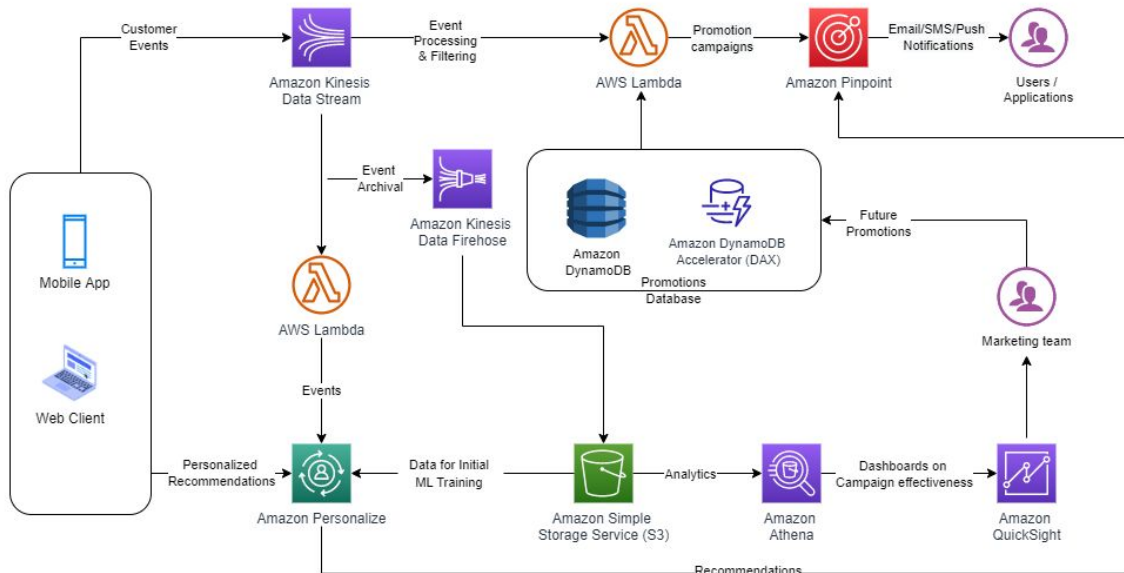 Customer
Events
Amazon Kinesis
Data Stream
Event
Processing
& Filtering
AWS Lambda
Promotion
campaigns
Amazon Pinpoint
Email/SMS/Push
Notifications
Users /
Applications
Event
Archival
Amazon Kinesis
Data Firehose
Amazon
DynamoDB
Amazon DynamoDB
Accelerator (DAX)
Promotions
Database
Future
Promotions
Mobile App
AWS Lambda
Marketing team
Web Client
Events
Personalized
Recommendations
Amazon Personalize
Data for Initial
ML Training
Amazon Simple
Storage Service (S3)
Analytics
Amazon
Athena
Dashboards on
Campaign effectiveness
Amazon
QuickSight
Recommendations